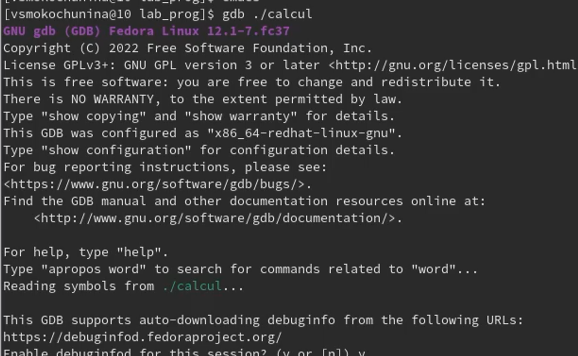 [vsmokochunina@10 lab_prog]$ gdb ./calcul
GNU gdb (GDB) Fedora Linux 12.1-7.fc37
Copyright (C) 2022 Free Software Foundation, Inc.
License GPLv3+: GNU GPL version 3 or later <http://gnu.org/licenses/gpl.html
This is free software: you are free to change and redistribute it.
There is NO WARRANTY, to the extent permitted by law.
Type "show copying" and "show warranty" for details.
This GDB was configured as "x86_64-redhat-linux-gnu".
Type "show configuration" for configuration details.
For bug reporting instructions, please see:
<https://www.gnu.org/software/gdb/bugs/>.
Find the GDB manual and other documentation resources online at:
    <http://www.gnu.org/software/gdb/documentation/>.

For help, type "help".
Type "apropos word" to search for commands related to "word"...
Reading symbols from ./calcul...

This GDB supports auto-downloading debuginfo from the following URLs:
https://debuginfod.fedoraproject.org/
Enable debuginfod for this session? (y or [n]) y